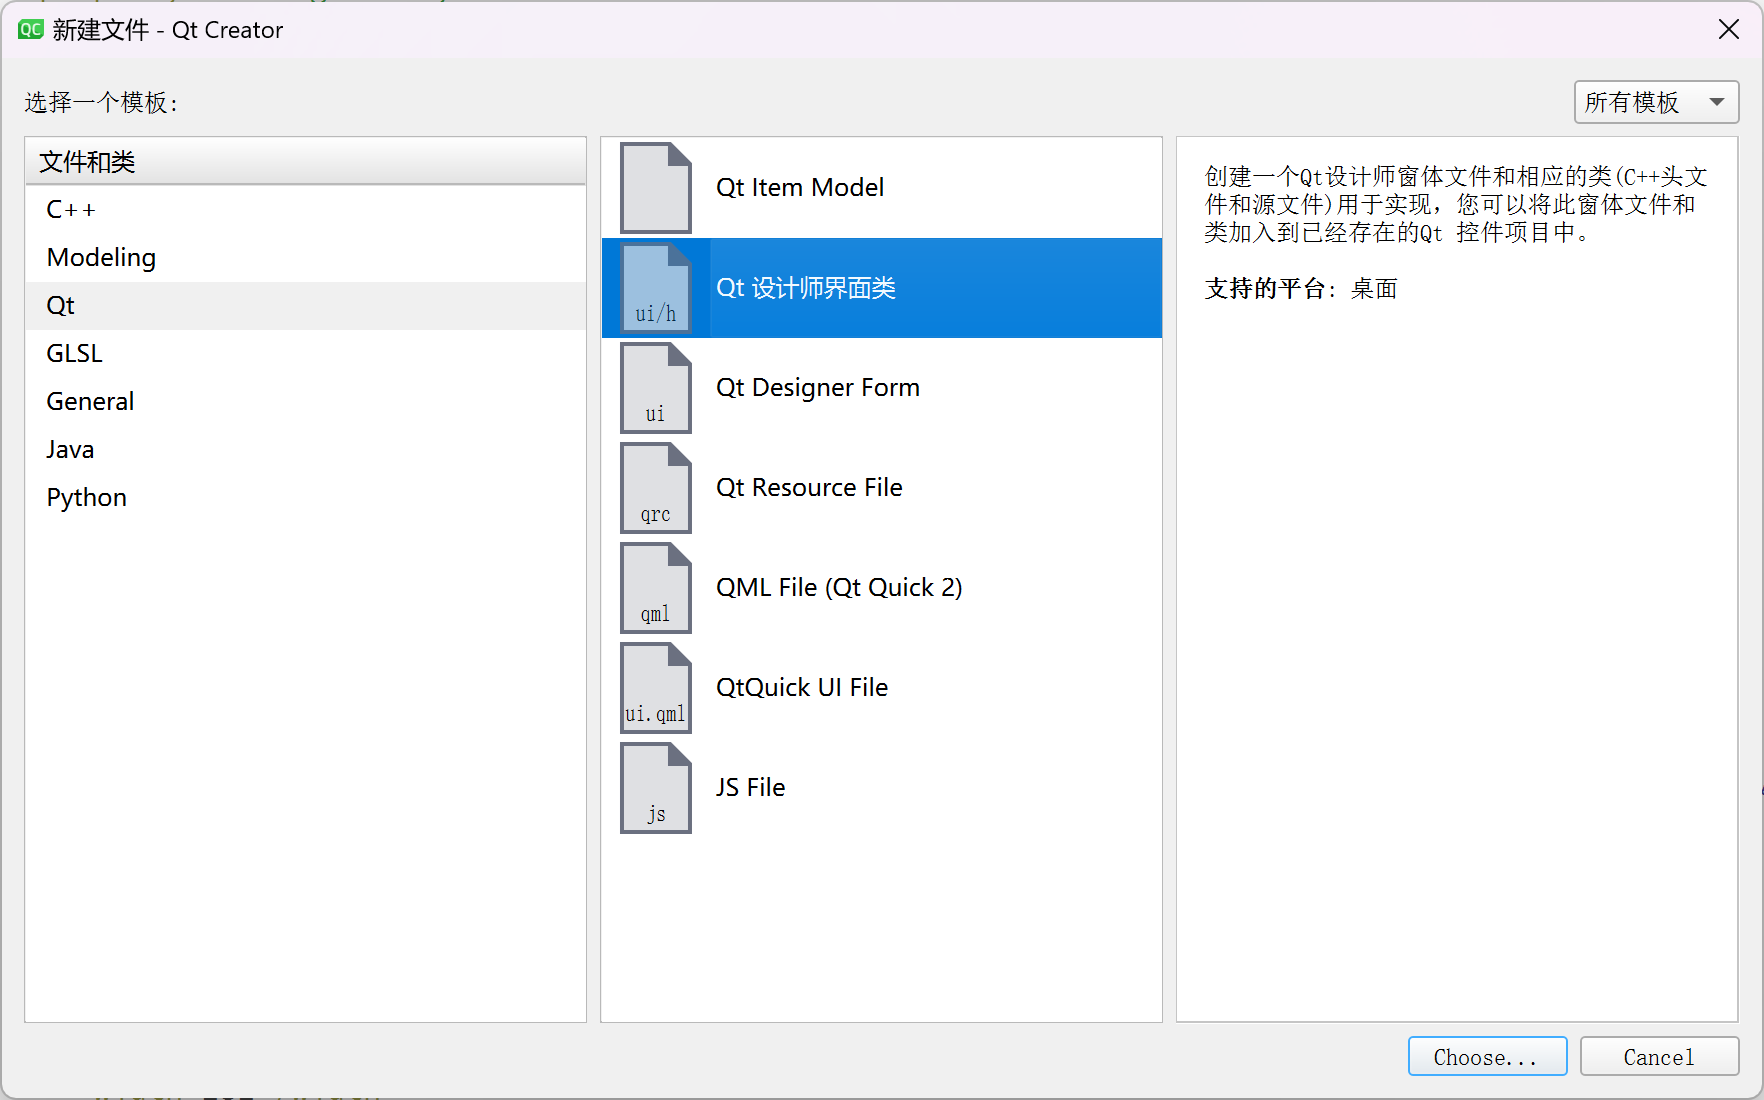 QC 新建文件 - Qt Creator
选择一个模板:
所有模板
文件和类
C++
Modeling
Qt
GLSL
General
Java
Python
Qt Item Model
ui/h
Qt 设计师界面类
ui
Qt Designer Form
qrc
Qt Resource File
qml
QML File (Qt Quick 2)
ui.qml
QtQuick UI File
js
JS File
创建一个Qt设计师窗体文件和相应的类(C++头文
件和源文件)用于实现，您可以将此窗体文件和
类加入到已经存在的Qt 控件项目中。
支持的平台: 桌面
Choose...
Cancel